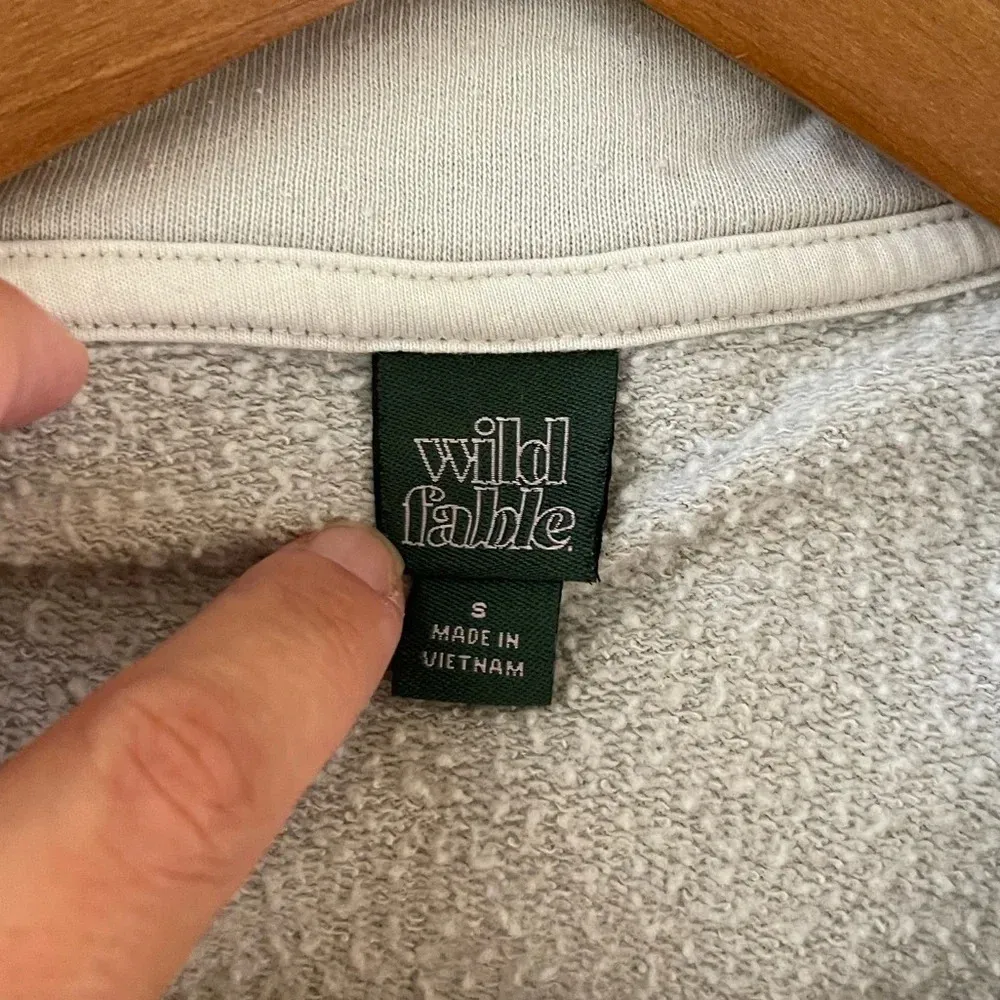 wild
fable.
S
MADE IN
VIETNAM